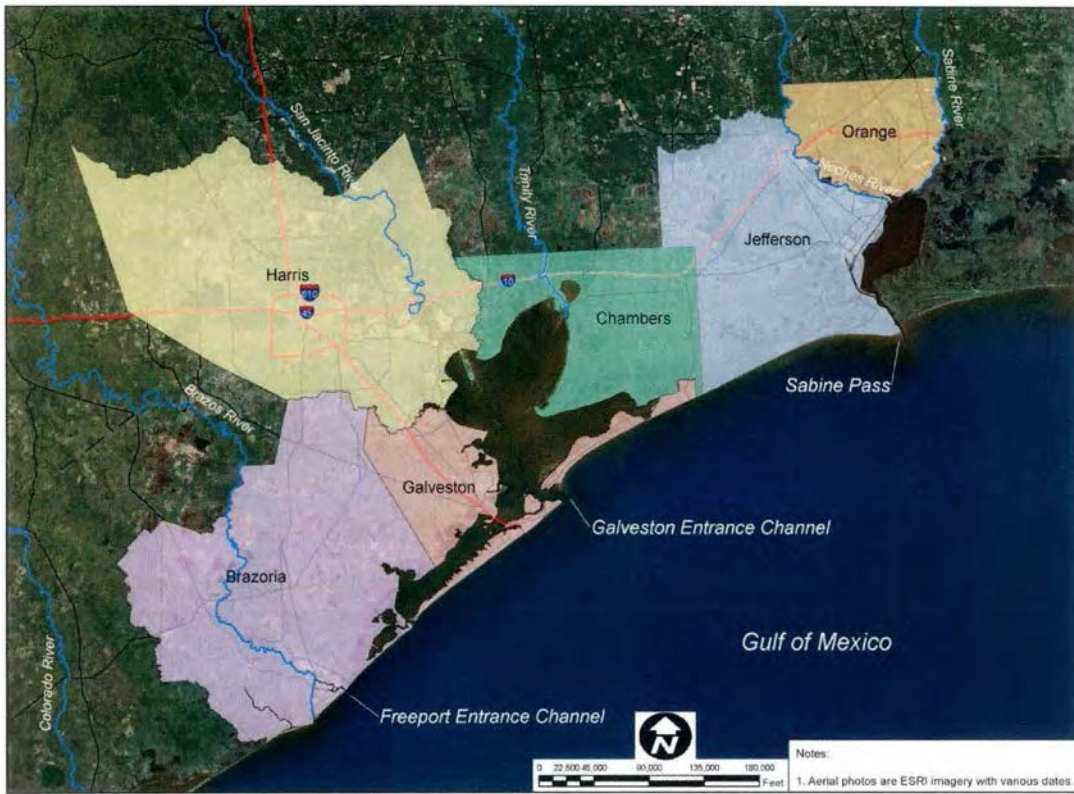 Sabine River
Orange
San Jacinto River
Neches River
Trinity River
Jefferson
Harris
10
610
45
Chambers
Sabine Pass
Brazos River
Galveston
Galveston Entrance Channel
Brazoria
Gulf of Mexico
Colorado River
Freeport Entrance Channel
N
0 22,500 45,000 90,000 135,000 180,000
Feet
Notes:
1. Aerial photos are ESRI imagery with various dates.